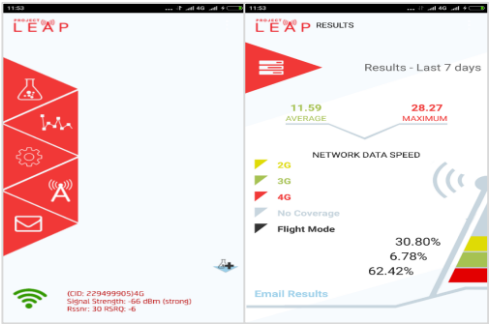 11:53
... 4G
PROJECT
LEAP
(CID: 229499905)4G
Signal Strength: -66 dBm (strong)
Rssnr: 30 RSRQ: -6
11:53
... 4G
PROJECT
LEAP RESULTS
Results - Last 7 days
11.59 28.27
AVERAGE MAXIMUM
NETWORK DATA SPEED
2G
3G
4G
No Coverage
Flight Mode
30.80%
6.78%
62.42%
Email Results